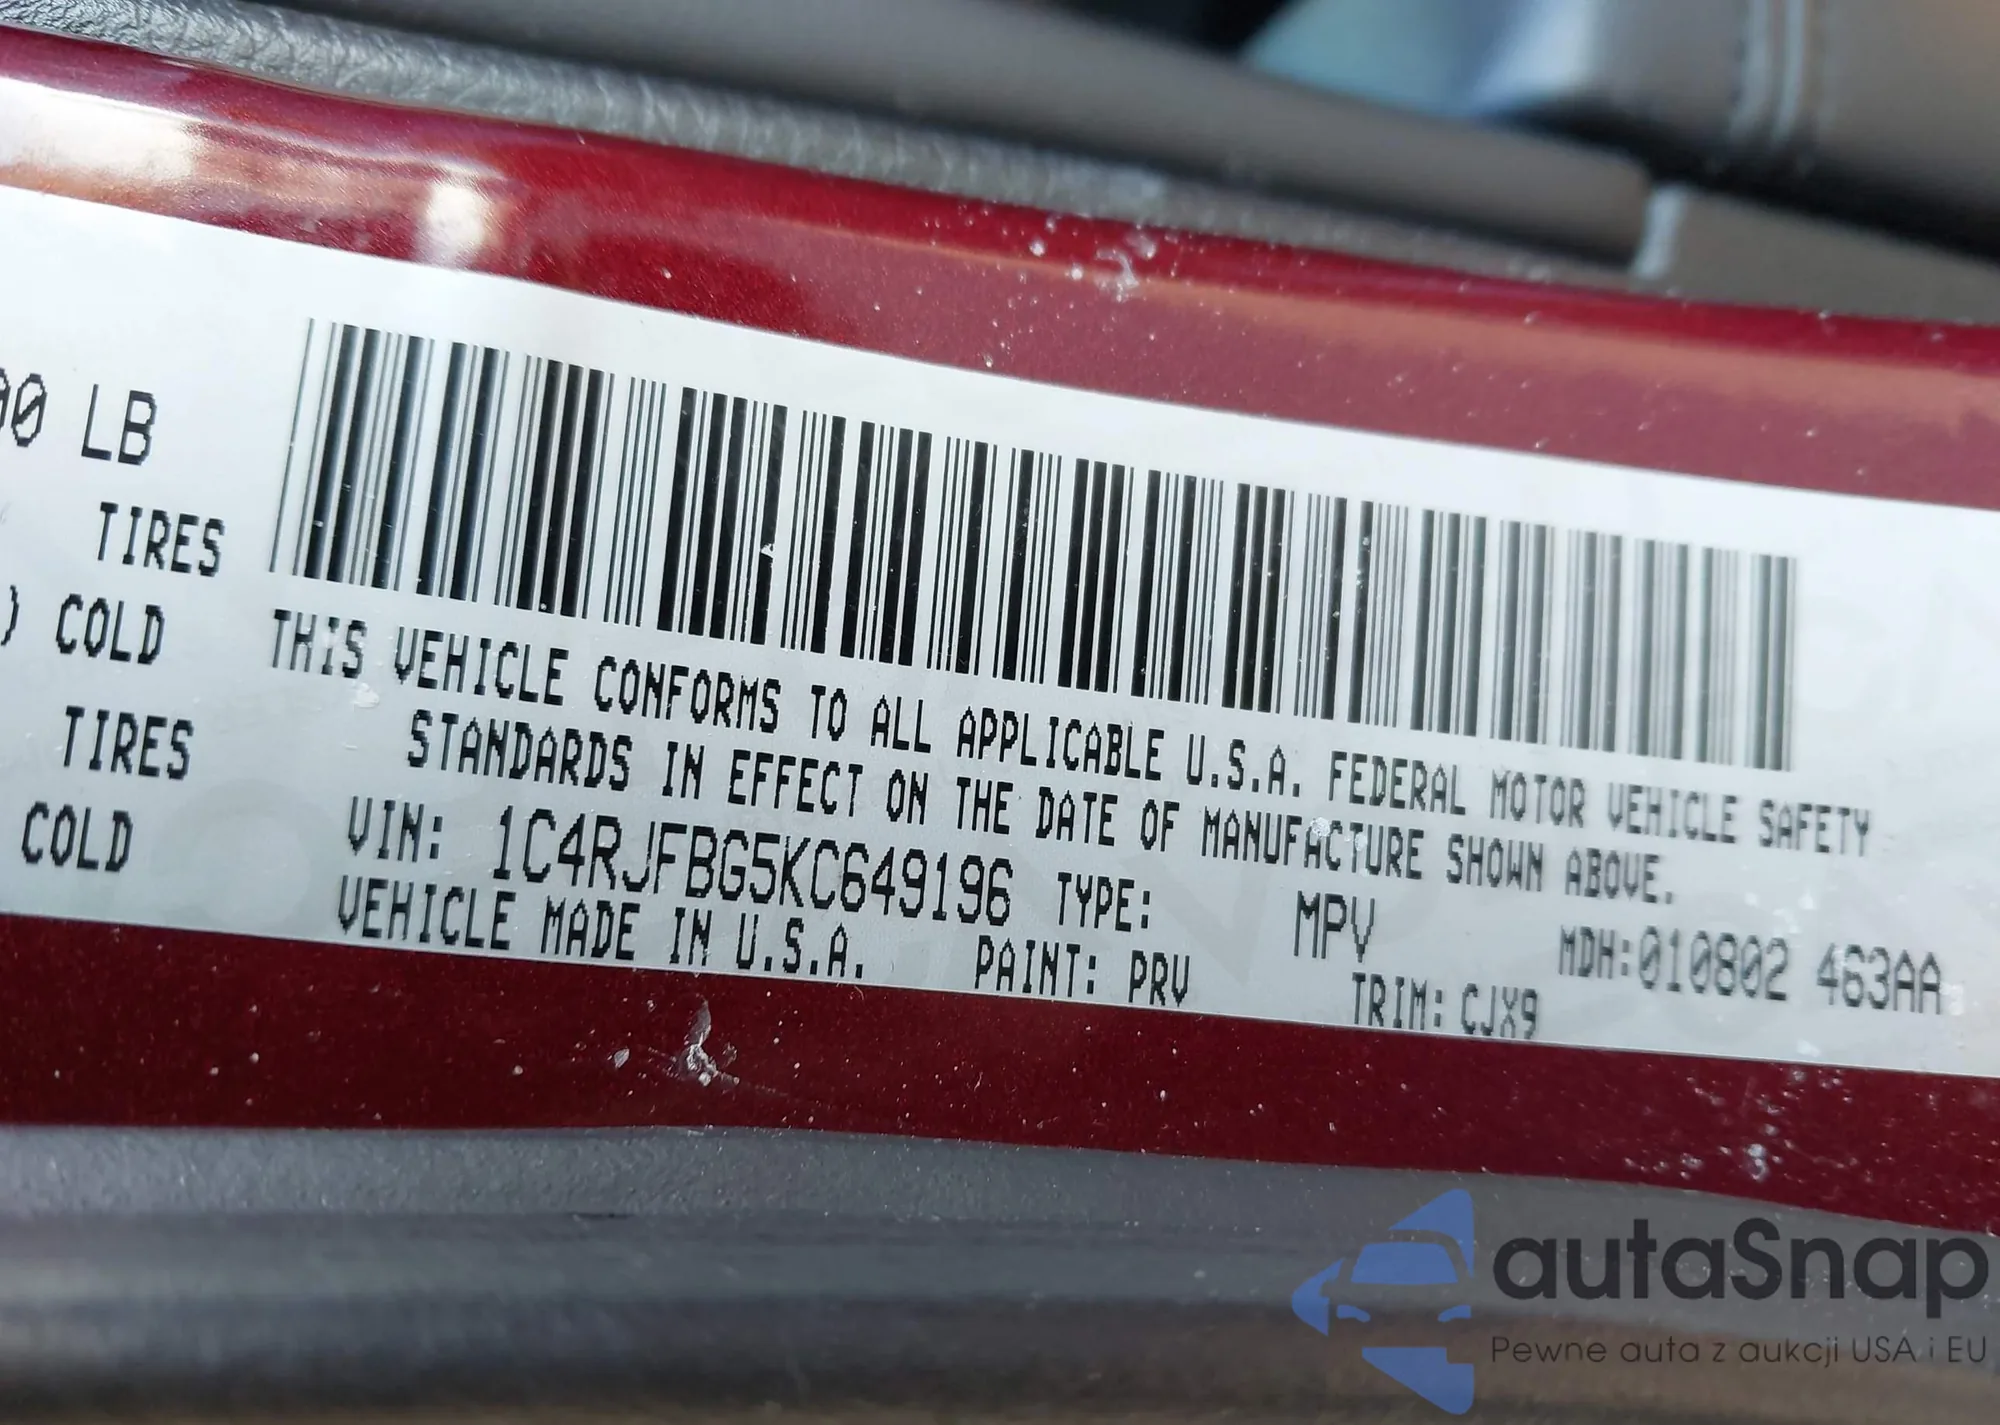 00 LB
TIRES
) COLD
TIRES
COLD
THIS VEHICLE CONFORMS TO ALL APPLICABLE U.S.A. FEDERAL MOTOR VEHICLE SAFETY
STANDARDS IN EFFECT ON THE DATE OF MANUFACTURE SHOWN ABOVE.
VIN: 1C4RJFBG5KC649196 TYPE: MPV MDH:010802 463AA
VEHICLE MADE IN U.S.A. PAINT: PRV TRIM: CJX9
autaSnap
Pewne auta z aukcji USA i EU